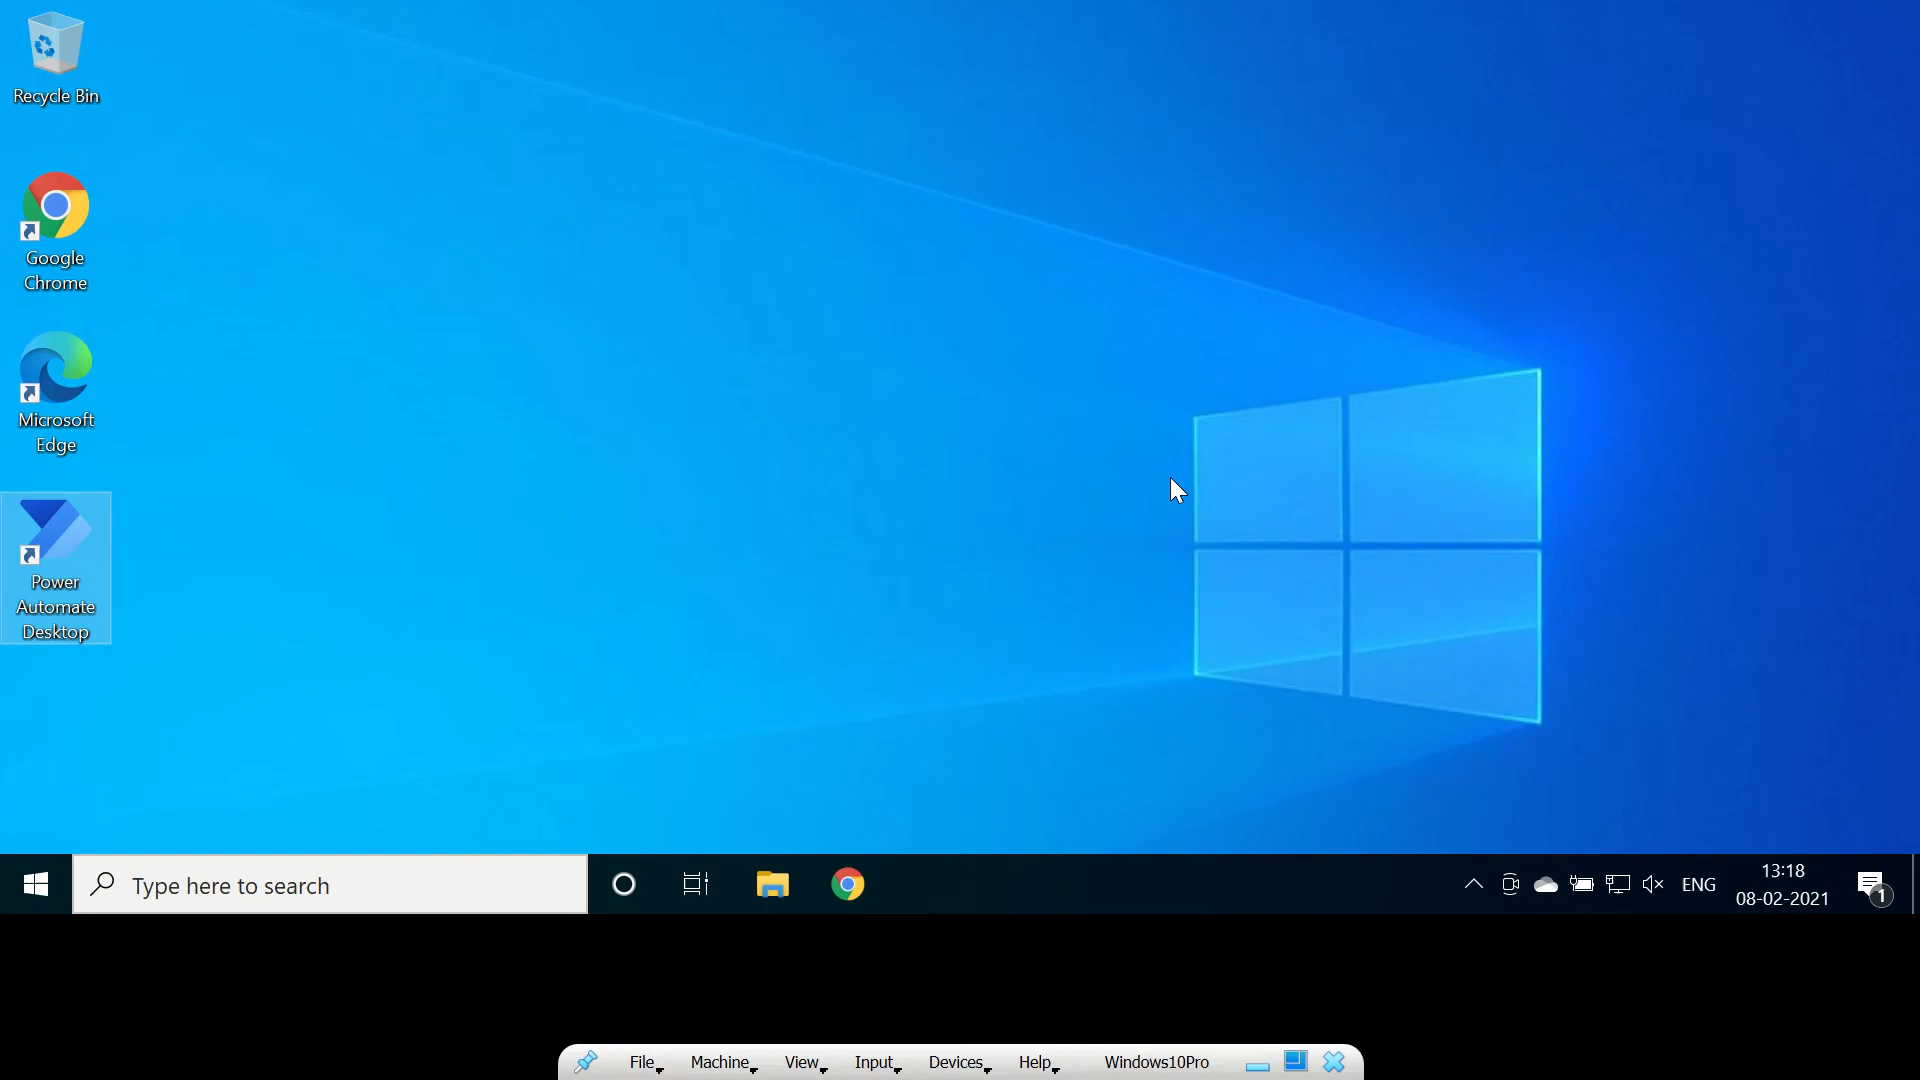 Recycle Bin
Google
Chrome
Microsoft
Edge
Power
Automate
Desktop
Type here to search
ENG
13:18
08-02-2021
1
File
Machine
View
Input
Devices
Help
Windows10Pro